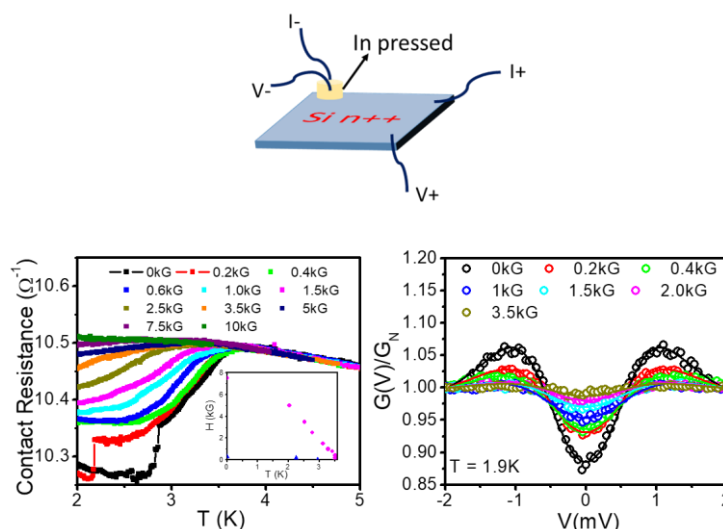 I-
In pressed
V-
I+
Si n++
V+
Contact Resistance (Ω⁻¹)
10.6
10.5
10.4
10.3
0kG 0.2kG 0.4kG
0.6kG 1.0kG 1.5kG
2.5kG 3.5kG 5kG
7.5kG 10kG
H (kG)
8
6
4
2
0
0 1 2 3
T (K)
2 3 4 5
T (K)
G(V)/G_N
1.20
1.15
1.10
1.05
1.00
0.95
0.90
0.85
0kG 0.2kG 0.4kG
1kG 1.5kG 2.0kG
3.5kG
T = 1.9K
-2 -1 0 1 2
V(mV)